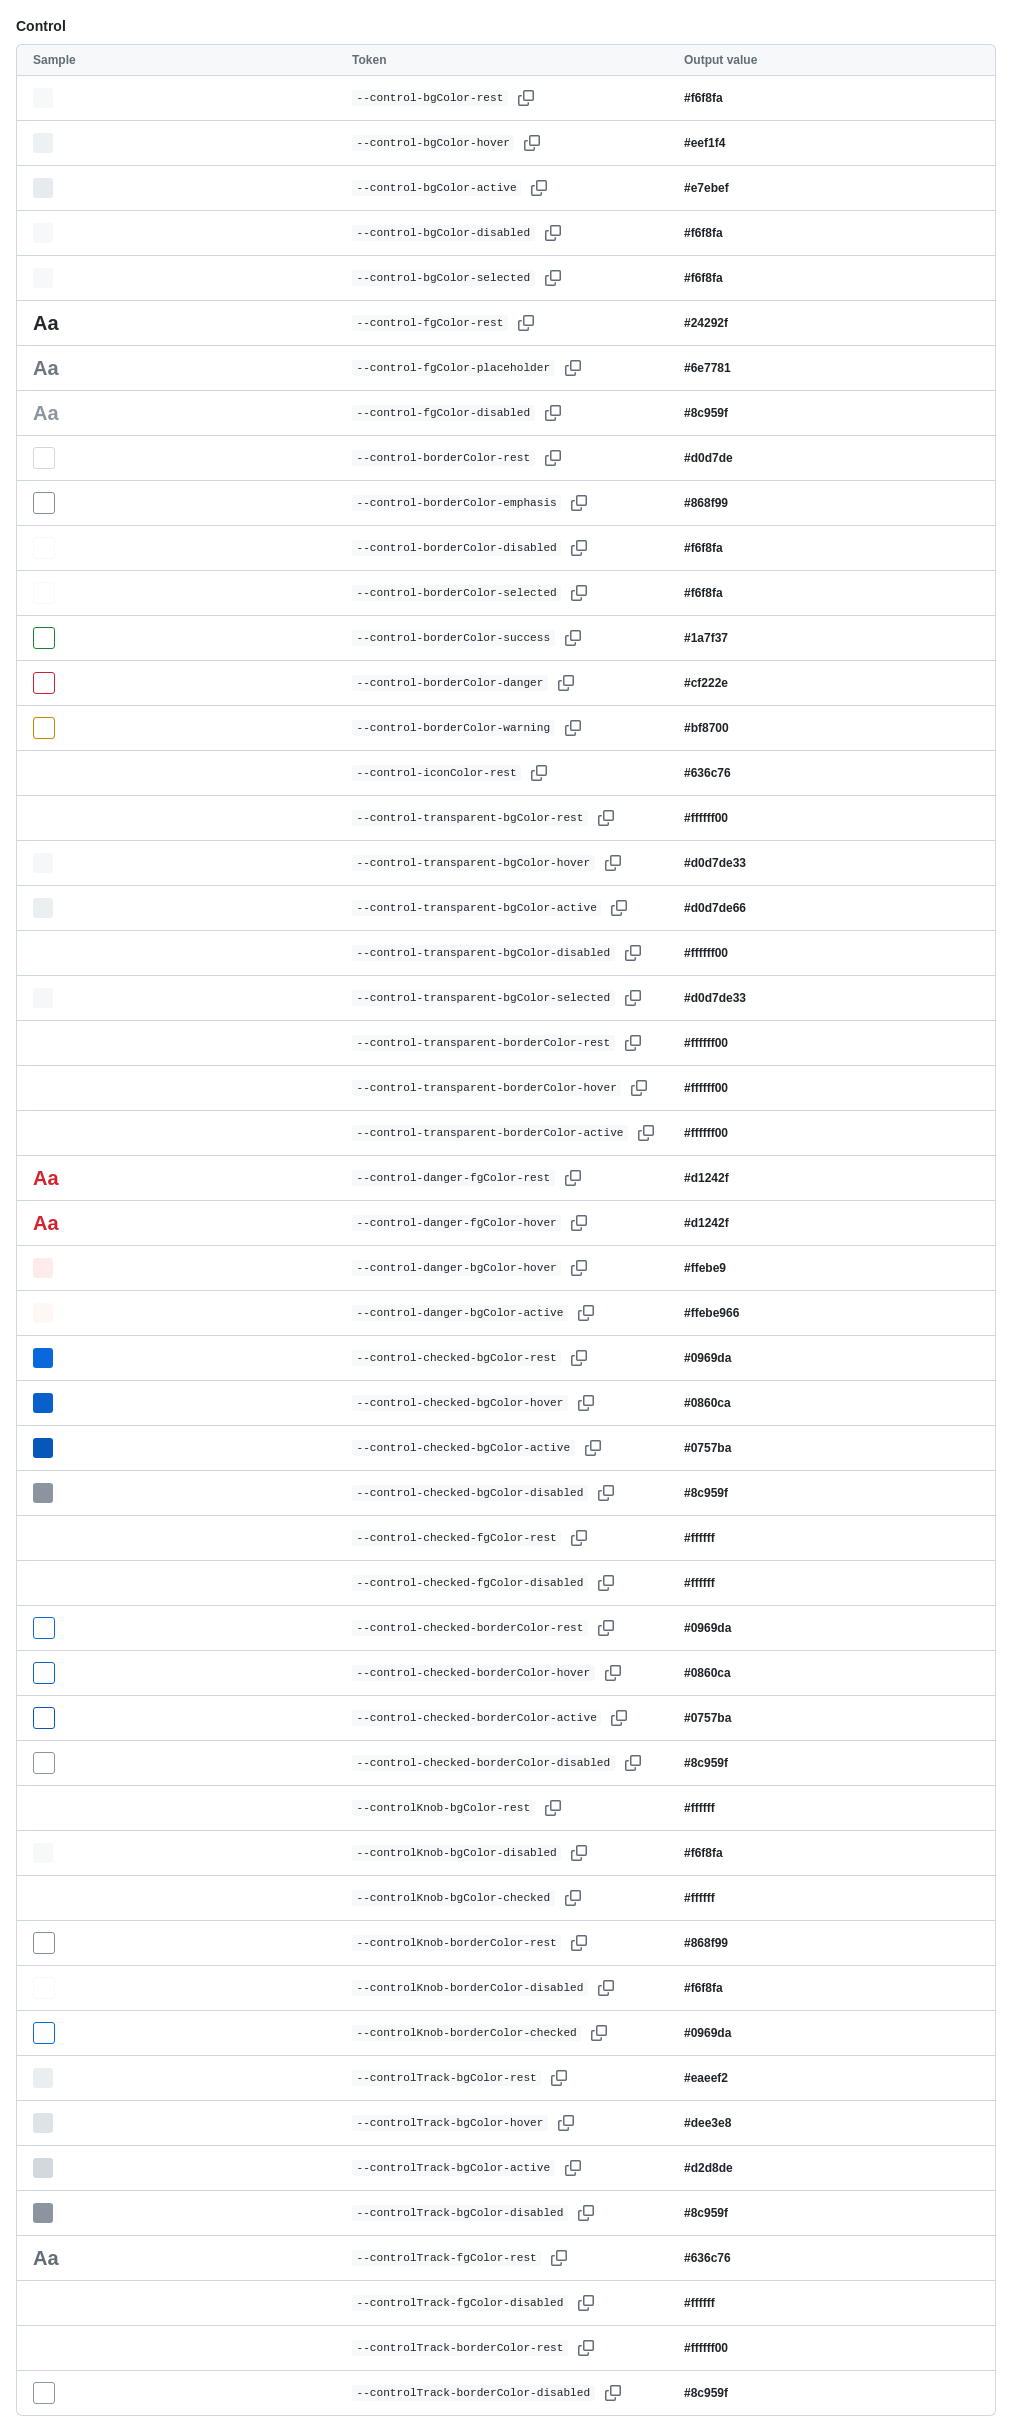 Control
Sample Token Output value
--control-bgColor-rest #f6f8fa
--control-bgColor-hover #eef1f4
--control-bgColor-active #e7ebef
--control-bgColor-disabled #f6f8fa
--control-bgColor-selected #f6f8fa
Aa --control-fgColor-rest #24292f
Aa --control-fgColor-placeholder #6e7781
Aa --control-fgColor-disabled #8c959f
--control-borderColor-rest #d0d7de
--control-borderColor-emphasis #868f99
--control-borderColor-disabled #f6f8fa
--control-borderColor-selected #f6f8fa
--control-borderColor-success #1a7f37
--control-borderColor-danger #cf222e
--control-borderColor-warning #bf8700
--control-iconColor-rest #636c76
--control-transparent-bgColor-rest #ffffff00
--control-transparent-bgColor-hover #d0d7de33
--control-transparent-bgColor-active #d0d7de66
--control-transparent-bgColor-disabled #ffffff00
--control-transparent-bgColor-selected #d0d7de33
--control-transparent-borderColor-rest #ffffff00
--control-transparent-borderColor-hover #ffffff00
--control-transparent-borderColor-active #ffffff00
Aa --control-danger-fgColor-rest #d1242f
Aa --control-danger-fgColor-hover #d1242f
--control-danger-bgColor-hover #ffebe9
--control-danger-bgColor-active #ffebe966
--control-checked-bgColor-rest #0969da
--control-checked-bgColor-hover #0860ca
--control-checked-bgColor-active #0757ba
--control-checked-bgColor-disabled #8c959f
--control-checked-fgColor-rest #ffffff
--control-checked-fgColor-disabled #ffffff
--control-checked-borderColor-rest #0969da
--control-checked-borderColor-hover #0860ca
--control-checked-borderColor-active #0757ba
--control-checked-borderColor-disabled #8c959f
--controlKnob-bgColor-rest #ffffff
--controlKnob-bgColor-disabled #f6f8fa
--controlKnob-bgColor-checked #ffffff
--controlKnob-borderColor-rest #868f99
--controlKnob-borderColor-disabled #f6f8fa
--controlKnob-borderColor-checked #0969da
--controlTrack-bgColor-rest #eaeef2
--controlTrack-bgColor-hover #dee3e8
--controlTrack-bgColor-active #d2d8de
--controlTrack-bgColor-disabled #8c959f
Aa --controlTrack-fgColor-rest #636c76
--controlTrack-fgColor-disabled #ffffff
--controlTrack-borderColor-rest #ffffff00
--controlTrack-borderColor-disabled #8c959f